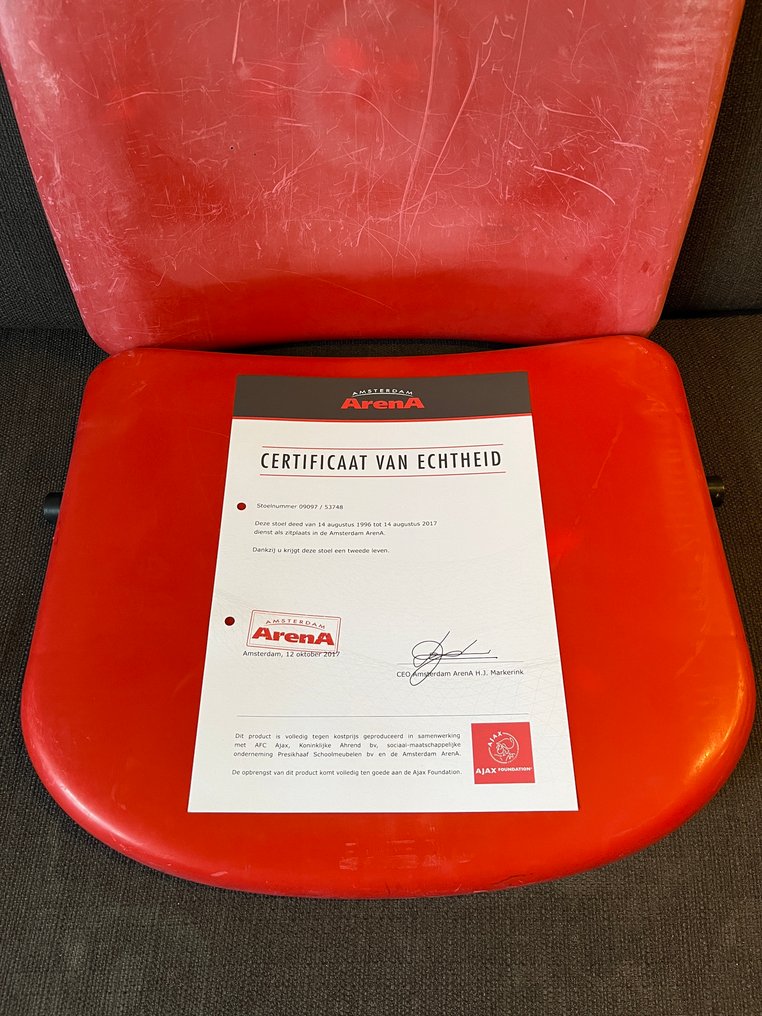 AMSTERDAM
ArenA
CERTIFICAAT VAN ECHTHEID
Stoelnummer 09097 / 53748
Deze stoel deed van 14 augustus 1996 tot 14 augustus 2017
dienst als zitplaats in de Amsterdam ArenA.
Dankzij u krijgt deze stoel een tweede leven.
AMSTERDAM
ArenA
Amsterdam, 12 oktober 2017
CEO Amsterdam ArenA H.J. Markerink
Dit product is volledig tegen kostprijs geproduceerd in samenwerking
met AFC Ajax, Koninklijke Ahrend bv, sociaal-maatschappelijke
onderneming Presikhaaf Schoolmeubelen bv en de Amsterdam ArenA.
De opbrengst van dit product komt volledig ten goede aan de Ajax Foundation.
AJAX
AJAX FOUNDATION